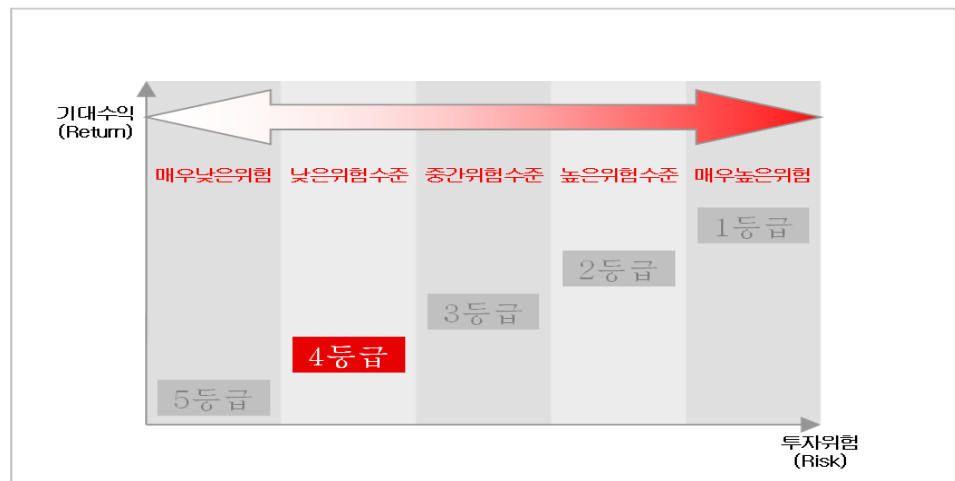 기대수익
(Return)
매우낮은위험 낮은위험수준 중간위험수준 높은위험수준 매우높은위험
1등급
2등급
3등급
4등급
5등급
투자위험
(Risk)